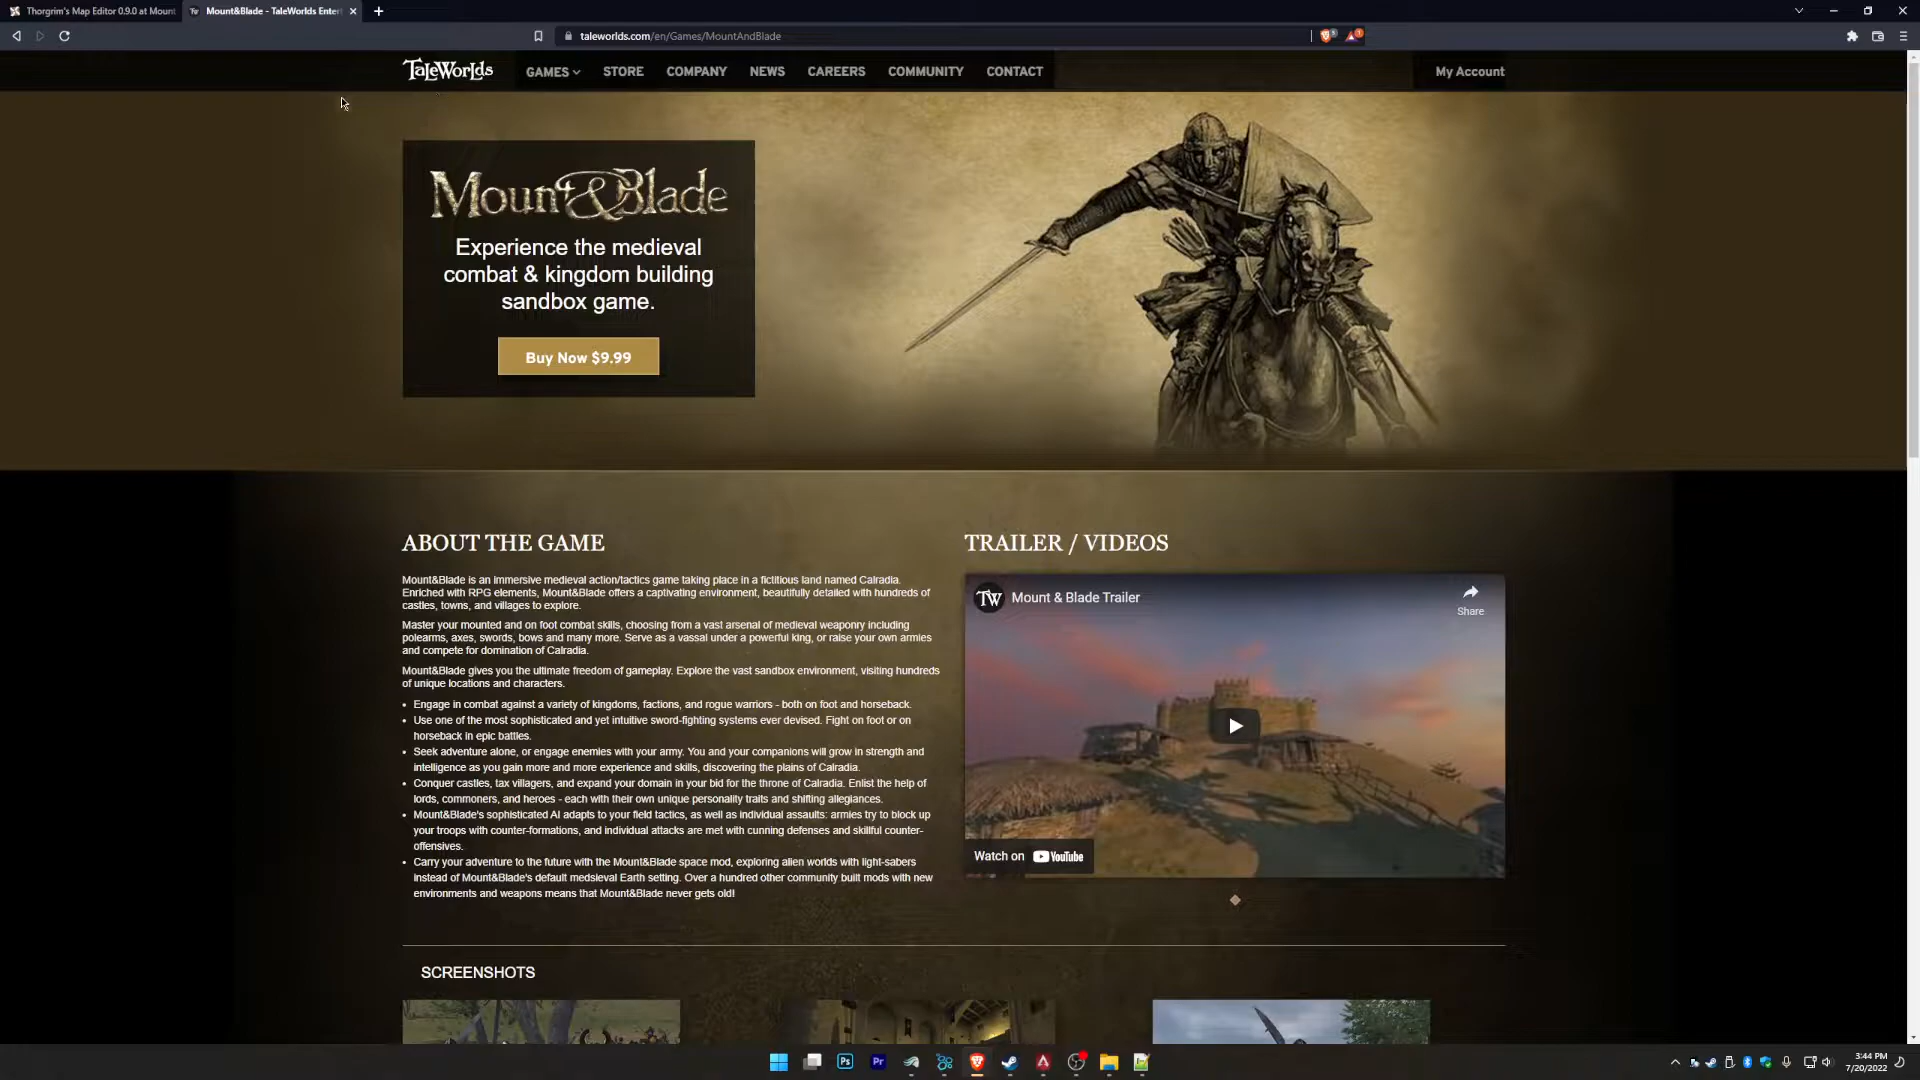 Thorgrim's Map Editor 0.9.0 at Mount
Mount&Blade - TaleWorlds Enter
taleworlds.com/en/Games/MountAndBlade
TaleWorlds
GAMES
STORE
COMPANY
NEWS
CAREERS
COMMUNITY
CONTACT
My Account
Mount&Blade
Experience the medieval
combat & kingdom building
sandbox game.
Buy Now $9.99
ABOUT THE GAME
Mount&Blade is an immersive medieval action/tactics game taking place in a fictitious land named Calradia.
Enriched with RPG elements, Mount&Blade offers a captivating environment, beautifully detailed with hundreds of
castles, towns, and villages to explore.
Master your mounted and on foot combat skills, choosing from a vast arsenal of medieval weaponry including
polearms, axes, swords, bows and many more. Serve as a vassal under a powerful king, or raise your own armies
and compete for domination of Calradia.
Mount&Blade gives you the ultimate freedom of gameplay. Explore the vast sandbox environment, visiting hundreds
of unique locations and characters.
• Engage in combat against a variety of kingdoms, factions, and rogue warriors - both on foot and horseback.
• Use one of the most sophisticated and yet intuitive sword-fighting systems ever devised. Fight on foot or on
horseback in epic battles.
• Seek adventure alone, or engage enemies with your army. You and your companions will grow in strength and
intelligence as you gain more and more experience and skills, discovering the plains of Calradia.
• Conquer castles, tax villagers, and expand your domain in your bid for the throne of Calradia. Enlist the help of
lords, commoners, and heroes - each with their own unique personality traits and shifting allegiances.
• Mount&Blade's sophisticated AI adapts to your field tactics, as well as individual assaults: armies try to block up
your troops with counter-formations, and individual attacks are met with cunning defenses and skillful counter-
offensives.
• Carry your adventure to the future with the Mount&Blade space mod, exploring alien worlds with light-sabers
instead of Mount&Blade's default medsieval Earth setting. Over a hundred other community built mods with new
environments and weapons means that Mount&Blade never gets old!
TRAILER / VIDEOS
TW
Mount & Blade Trailer
Share
Watch on YouTube
SCREENSHOTS
Ps
Pr
3:44 PM
7/20/2022